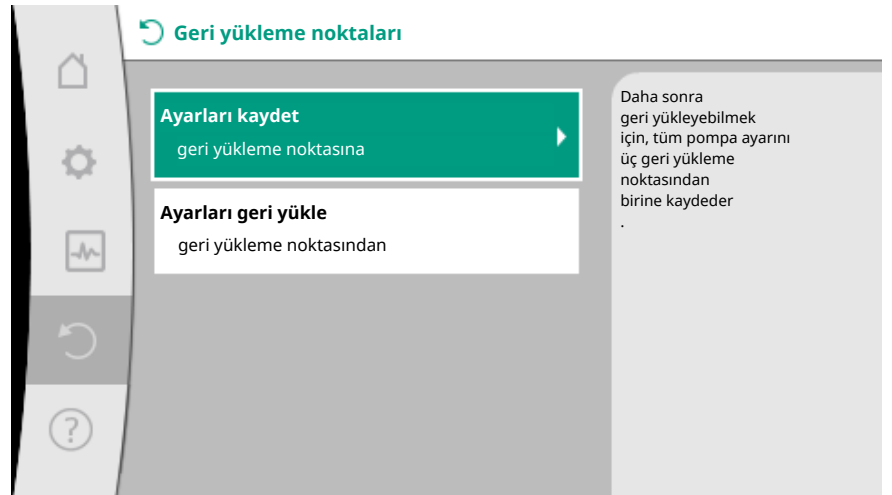 Geri yükleme noktaları
Ayarları kaydet
geri yükleme noktasına
Ayarları geri yükle
geri yükleme noktasından
Daha sonra
geri yükleyebilmek
için, tüm pompa ayarını
üç geri yükleme
noktasından
birine kaydeder
.
?